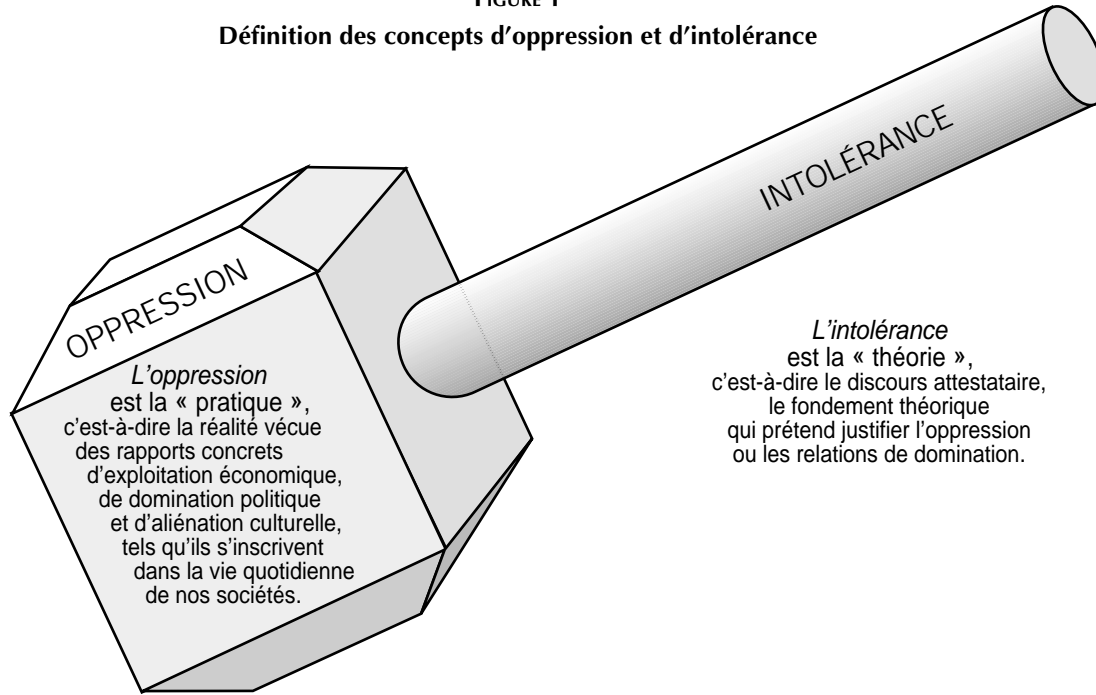 FIGURE 1
Définition des concepts d’oppression et d’intolérance
INTOLÉRANCE
OPPRESSION
L’oppression
est la « pratique »,
c’est-à-dire la réalité vécue
des rapports concrets
d’exploitation économique,
de domination politique
et d’aliénation culturelle,
tels qu’ils s’inscrivent
dans la vie quotidienne
de nos sociétés.
L’intolérance
est la « théorie »,
c’est-à-dire le discours attestataire,
le fondement théorique
qui prétend justifier l’oppression
ou les relations de domination.